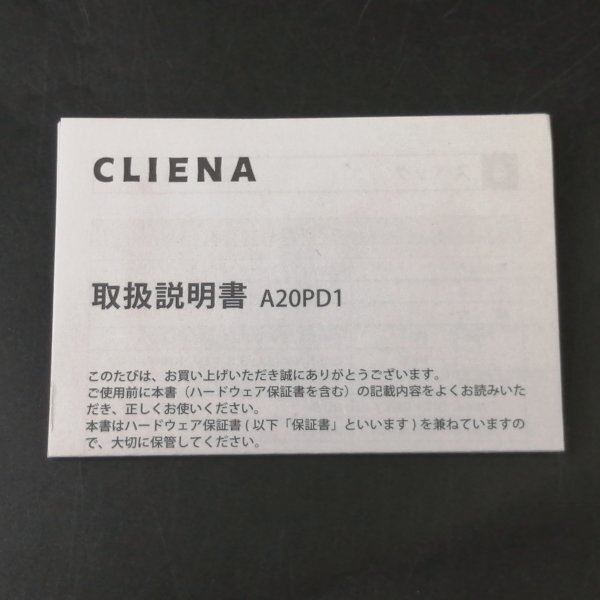 CLIENA
取扱説明書 A20PD1
このたびは、お買い上げいただき誠にありがとうございます。
ご使用前に本書（ハードウェア保証書を含む）の記載内容をよくお読みいた
だき、正しくお使いください。
本書はハードウェア保証書(以下「保証書」といいます)を兼ねていますの
で、大切に保管してください。